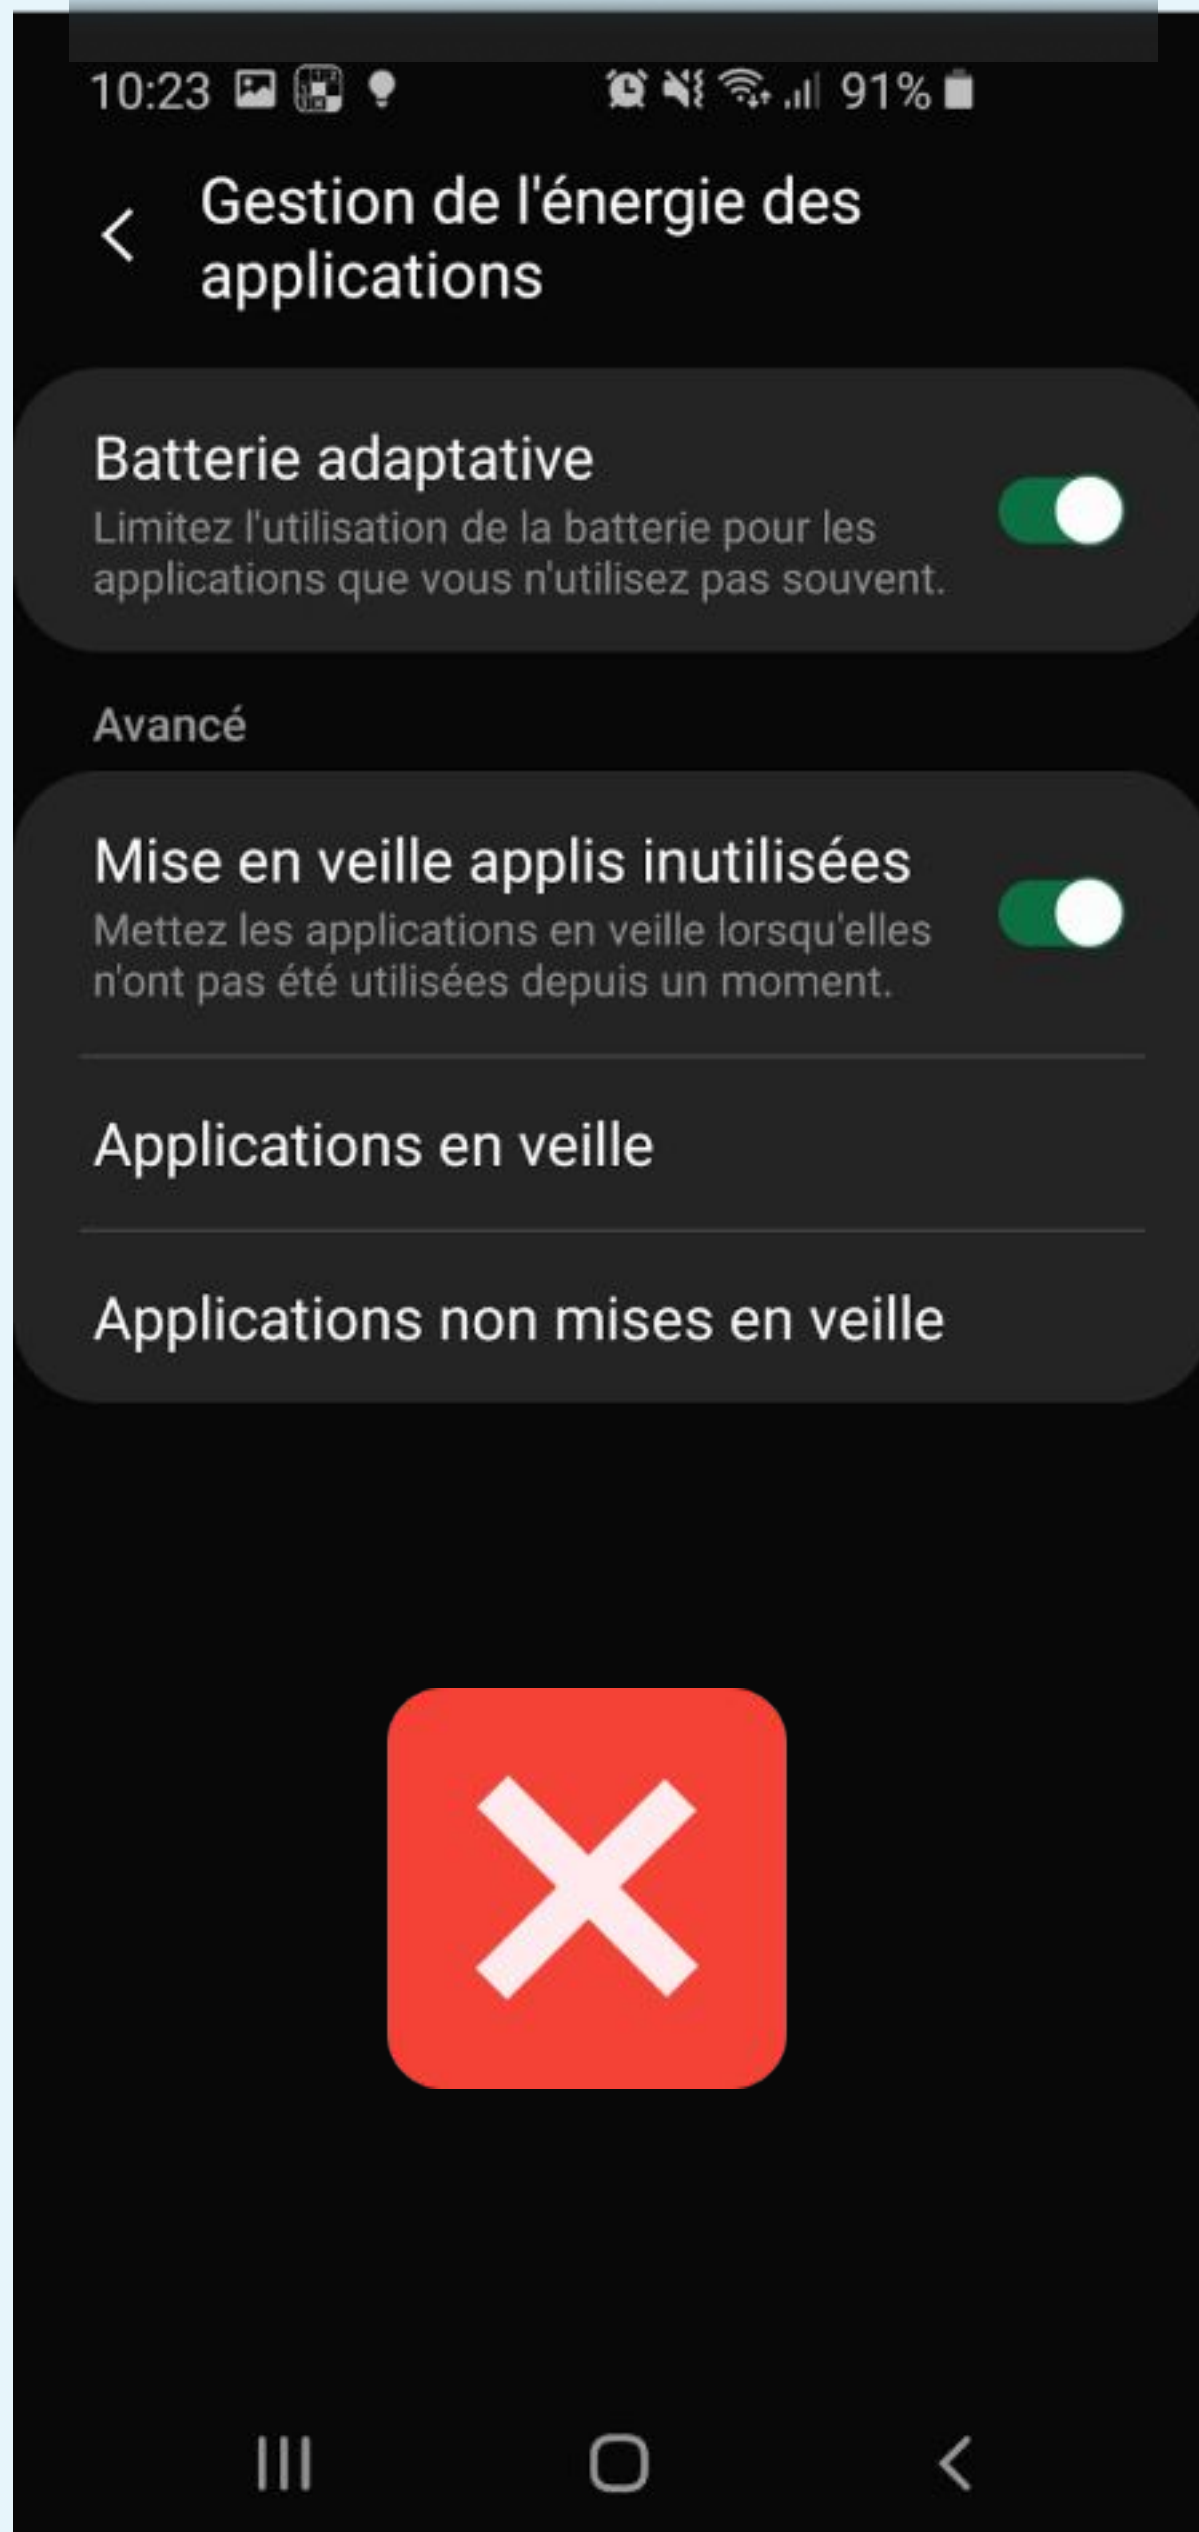 10:23 91%
Gestion de l'énergie des
applications
Batterie adaptative
Limitez l'utilisation de la batterie pour les
applications que vous n'utilisez pas souvent.
Avancé
Mise en veille applis inutilisées
Mettez les applications en veille lorsqu'elles
n'ont pas été utilisées depuis un moment.
Applications en veille
Applications non mises en veille